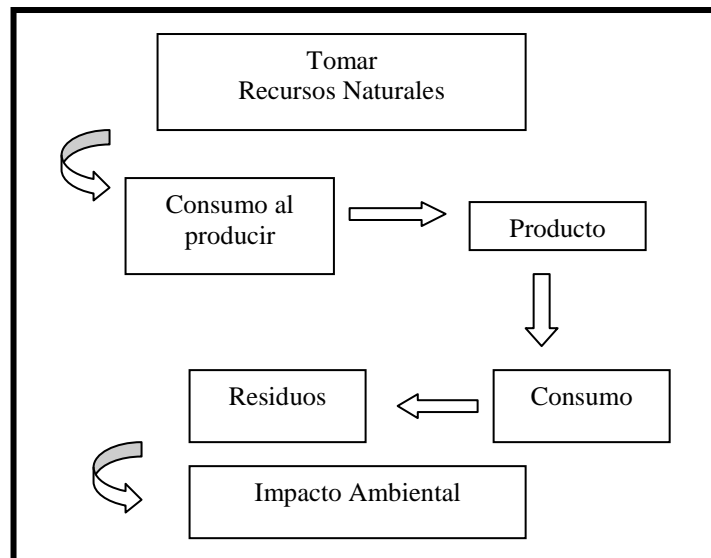 Tomar
Recursos Naturales
Consumo al
producir
Producto
Consumo
Residuos
Impacto Ambiental